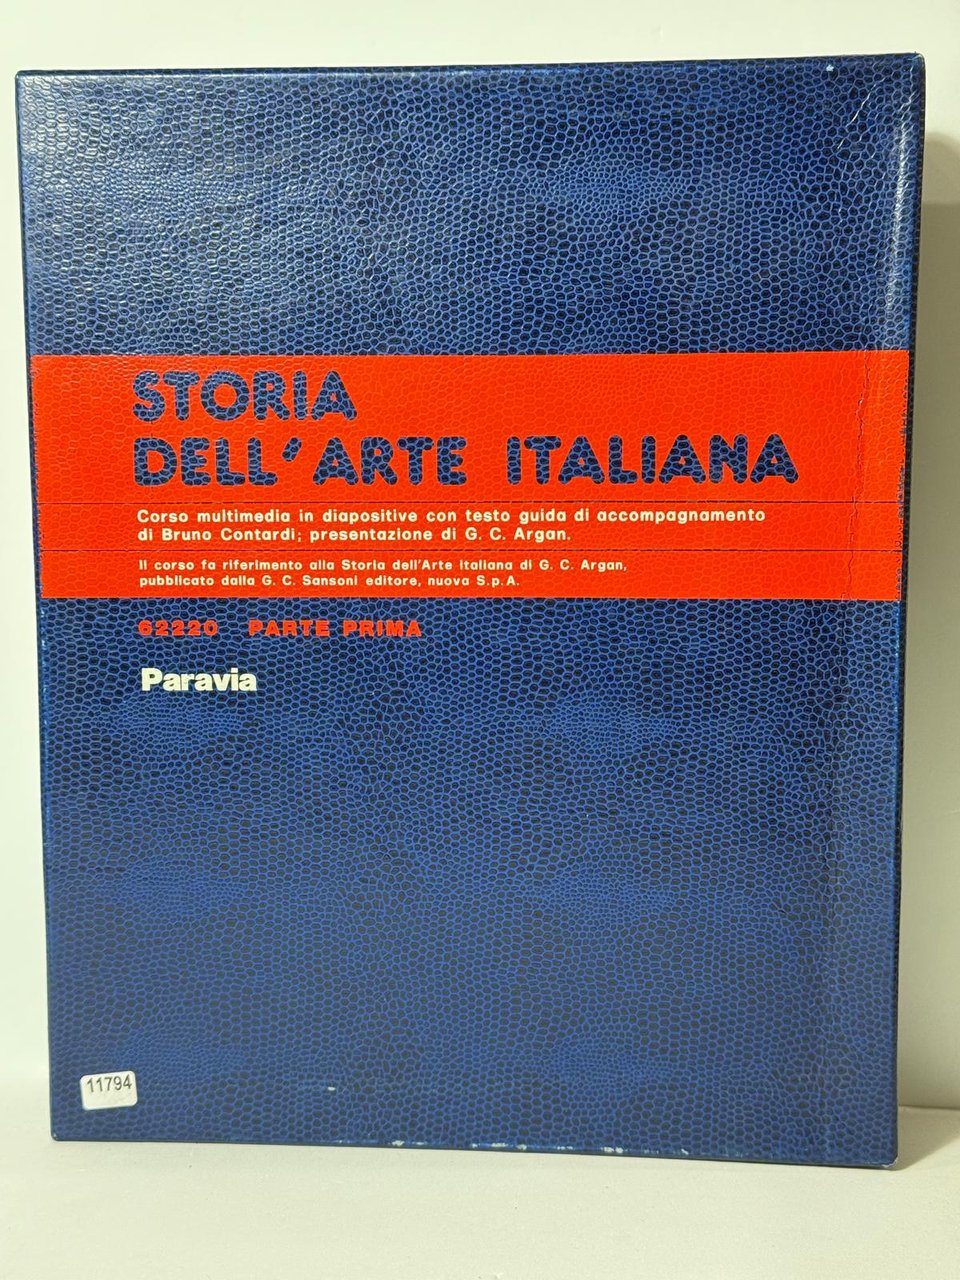 STORIA
DELL'ARTE ITALIANA
Corso multimedia in diapositive con testo guida di accompagnamento
di Bruno Contardi; presentazione di G. C. Argan.
Il corso fa riferimento alla Storia dell'Arte Italiana di G. C. Argan,
pubblicato dalla G. C. Sansoni editore, nuova S.p.A.
62220 PARTE PRIMA
Paravia
11794